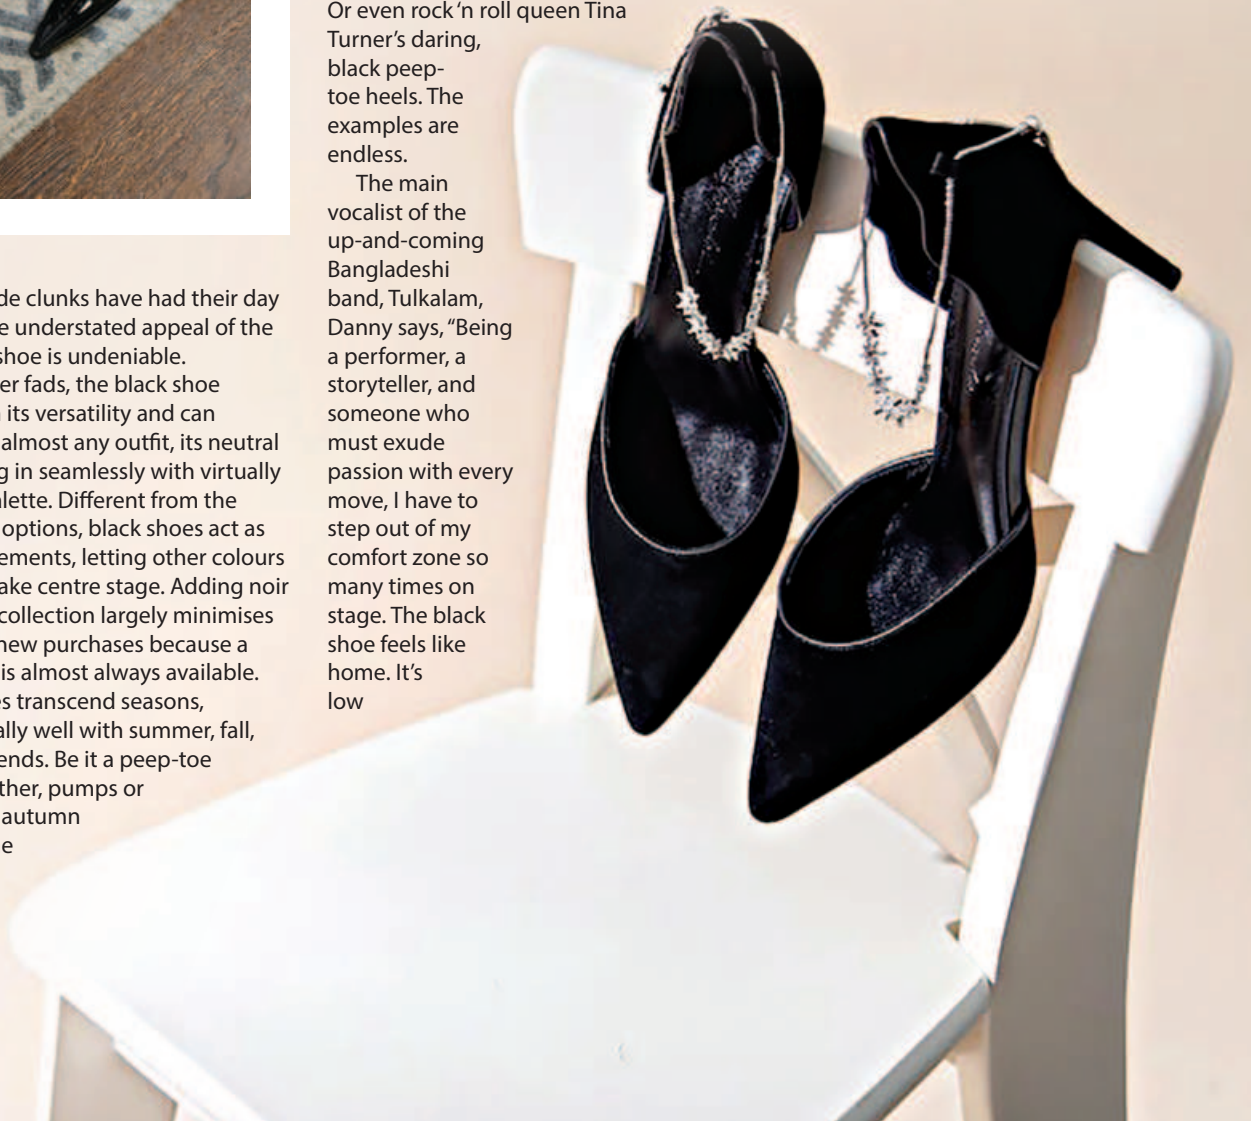 de clunks have had their day
e understated appeal of the
shoe is undeniable.
er fads, the black shoe
its versatility and can
almost any outfit, its neutral
g in seamlessly with virtually
lette. Different from the
options, black shoes act as
ements, letting other colours
ake centre stage. Adding noir
collection largely minimises
new purchases because a
is almost always available.
es transcend seasons,
ally well with summer, fall,
ends. Be it a peep-toe
ther, pumps or
autumn
e
Or even rock ‘n roll queen Tina
Turner’s daring,
black peep-
toe heels. The
examples are
endless.
The main
vocalist of the
up-and-coming
Bangladeshi
band, Tulkalam,
Danny says, “Being
a performer, a
storyteller, and
someone who
must exude
passion with every
move, I have to
step out of my
comfort zone so
many times on
stage. The black
shoe feels like
home. It’s
low